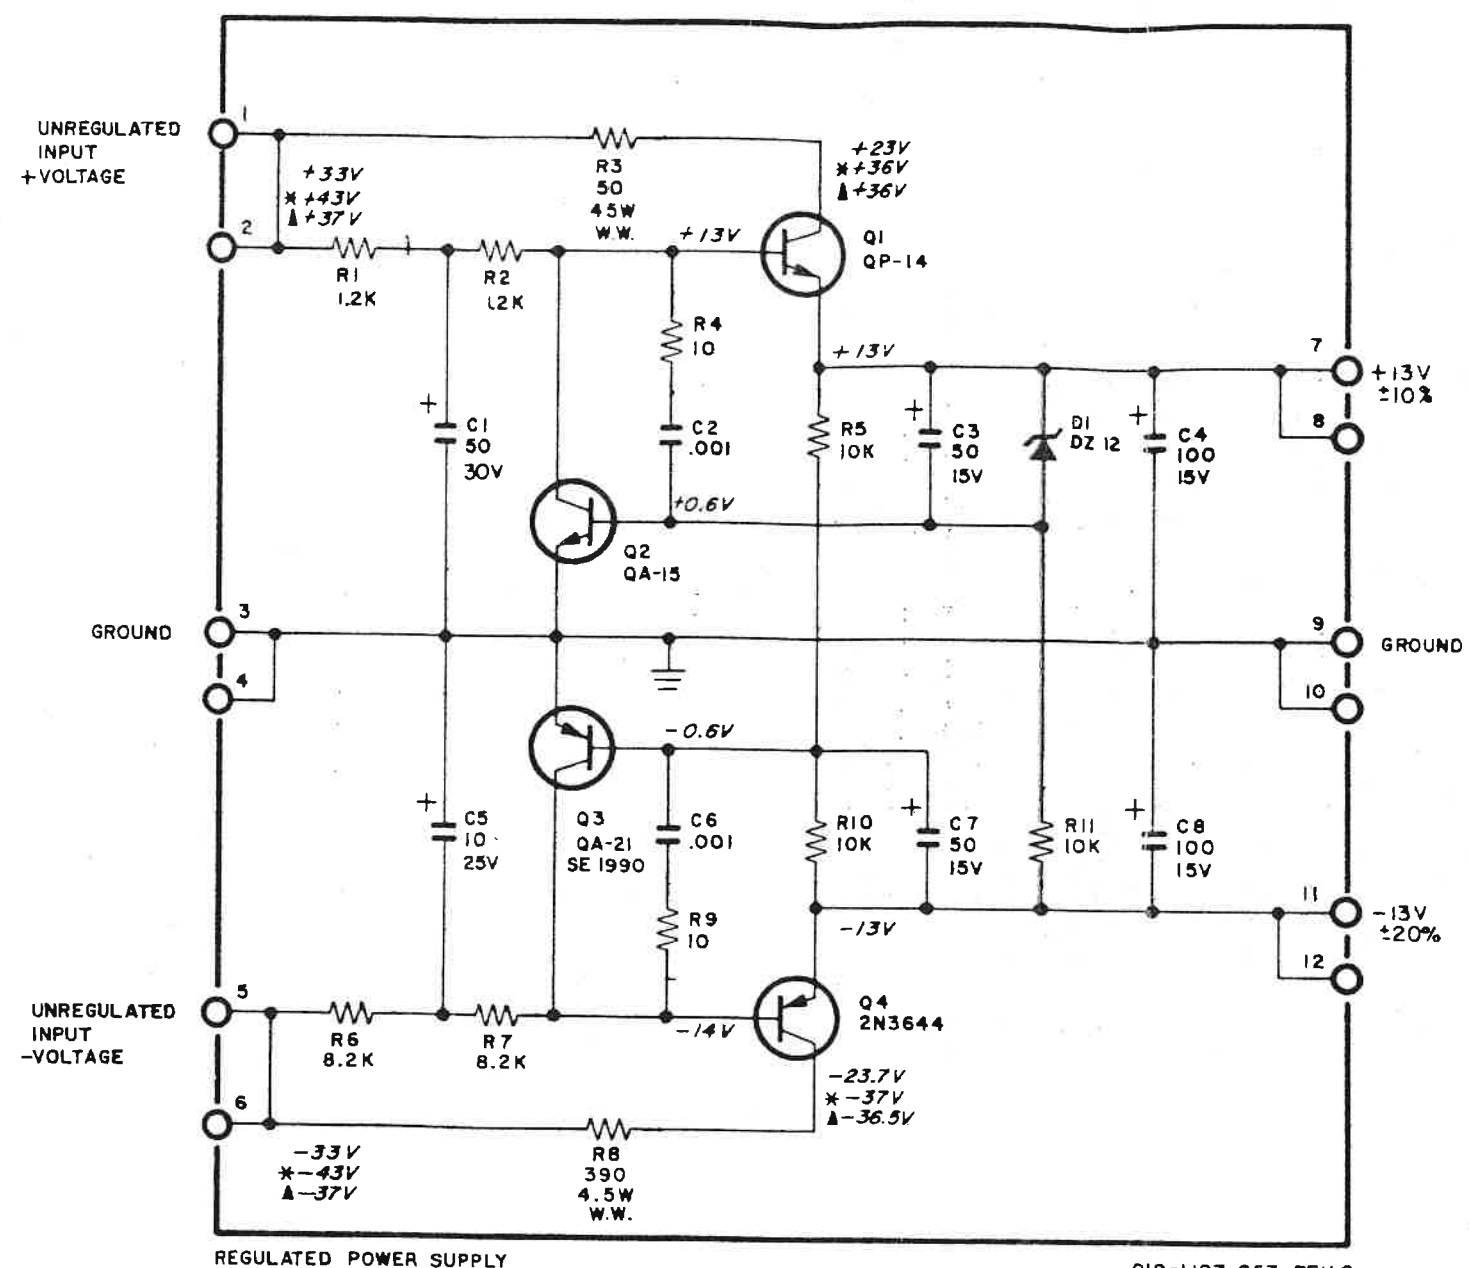 UNREGULATED
INPUT
+VOLTAGE
1
2
+33V
*+43V
▲+37V
R1
1.2K
R2
1.2K
R3
50
45W
W.W.
+23V
*+36V
▲+36V
+13V
Q1
QP-14
R4
10
+13V
7
+13V
±10%
8
+
C1
50
30V
C2
.001
R5
10K
+
C3
50
15V
D1
DZ 12
+
C4
100
15V
+0.6V
Q2
QA-15
GROUND
3
4
9
GROUND
10
-0.6V
+
C5
10
25V
Q3
QA-21
SE 1990
C6
.001
R10
10K
+
C7
50
15V
R11
10K
+
C8
100
15V
R9
10
-13V
11
-13V
±20%
12
UNREGULATED
INPUT
-VOLTAGE
5
6
R6
8.2K
R7
8.2K
-14V
Q4
2N3644
-23.7V
*-37V
▲-36.5V
-33V
*-43V
▲-37V
R8
390
4.5W
W.W.
REGULATED POWER SUPPLY